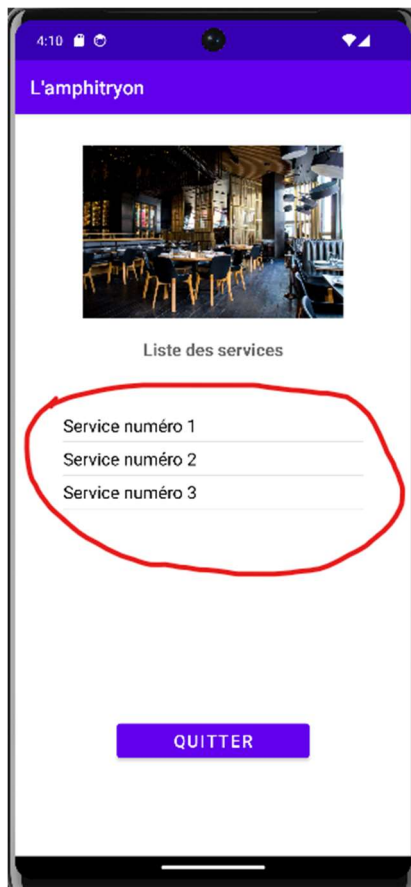 4:10
L'amphitryon
Liste des services
Service numéro 1
Service numéro 2
Service numéro 3
QUITTER